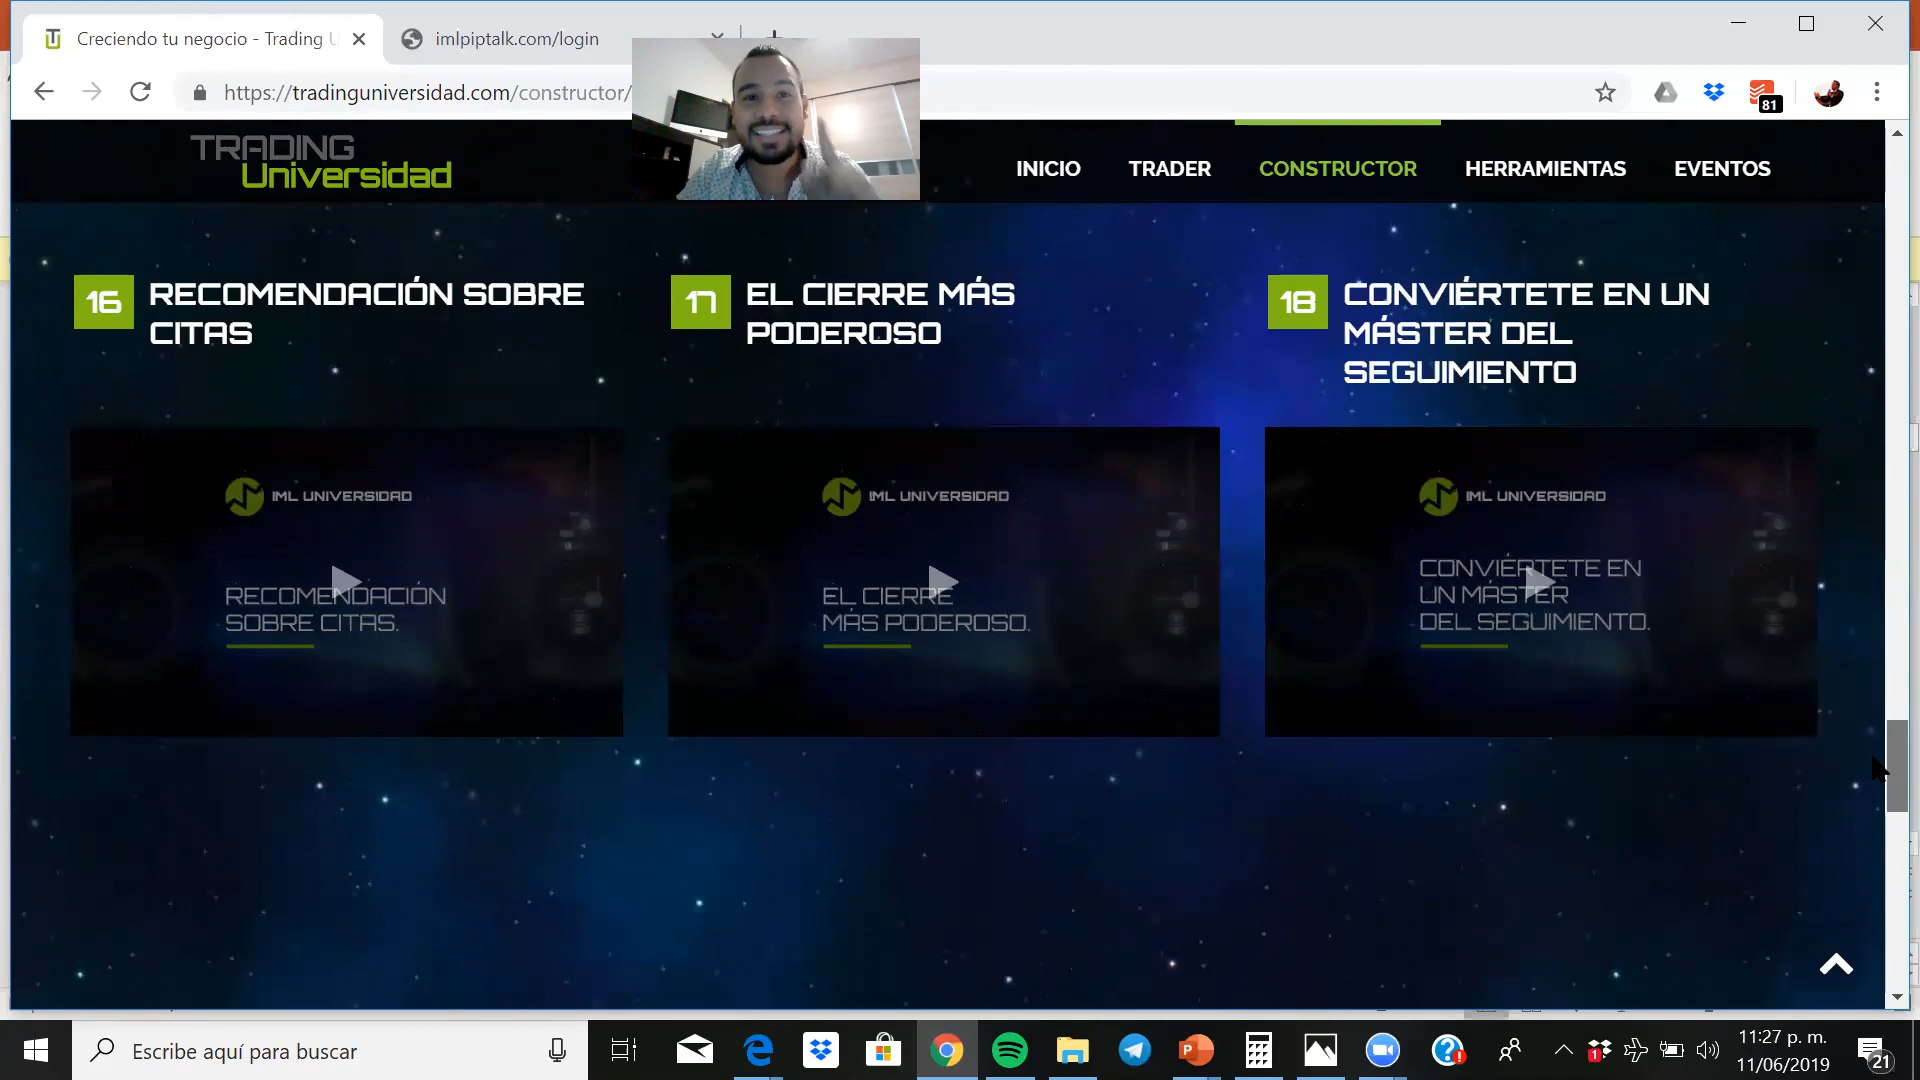 Creciendo tu negocio - Trading U
imlpiptalk.com/login
https://tradinguniversidad.com/constructor/
81
TRADING
Universidad
INICIO
TRADER
CONSTRUCTOR
HERRAMIENTAS
EVENTOS
16 RECOMENDACIÓN SOBRE
CITAS
17 EL CIERRE MÁS
PODEROSO
18 CONVIÉRTETE EN UN
MÁSTER DEL
SEGUIMIENTO
IML UNIVERSIDAD
RECOMENDACIÓN
SOBRE CITAS.
IML UNIVERSIDAD
EL CIERRE
MÁS PODEROSO.
IML UNIVERSIDAD
CONVIÉRTETE EN
UN MÁSTER
DEL SEGUIMIENTO.
Escribe aquí para buscar
1
11:27 p. m.
11/06/2019
21